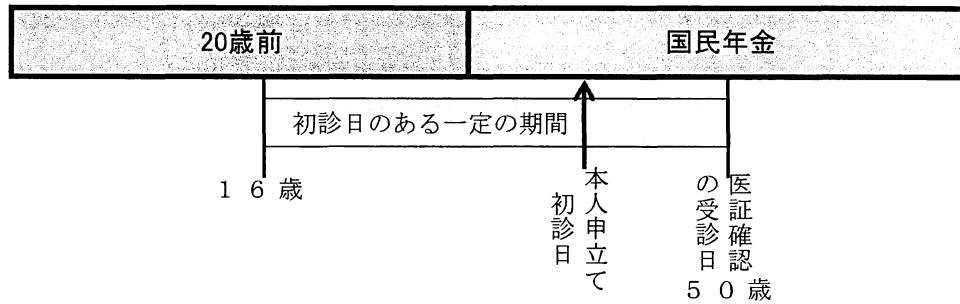 20歳前
国民年金
初診日のある一定の期間
16歳
本人申立て
初診日
医証確認
の受診日
50歳